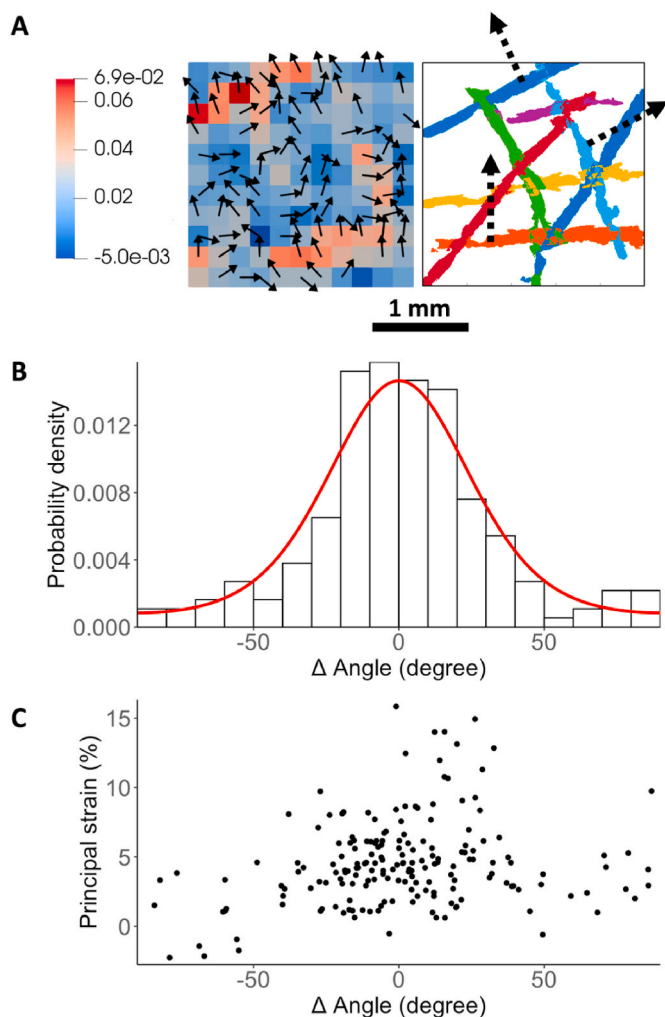 A
6.9e-02
0.06
0.04
0.02
-5.0e-03
1 mm
B
Probability density
0.012
0.008
0.004
0.000
-50
0
50
Δ Angle (degree)
C
Principal strain (%)
15
10
5
0
-50
0
50
Δ Angle (degree)